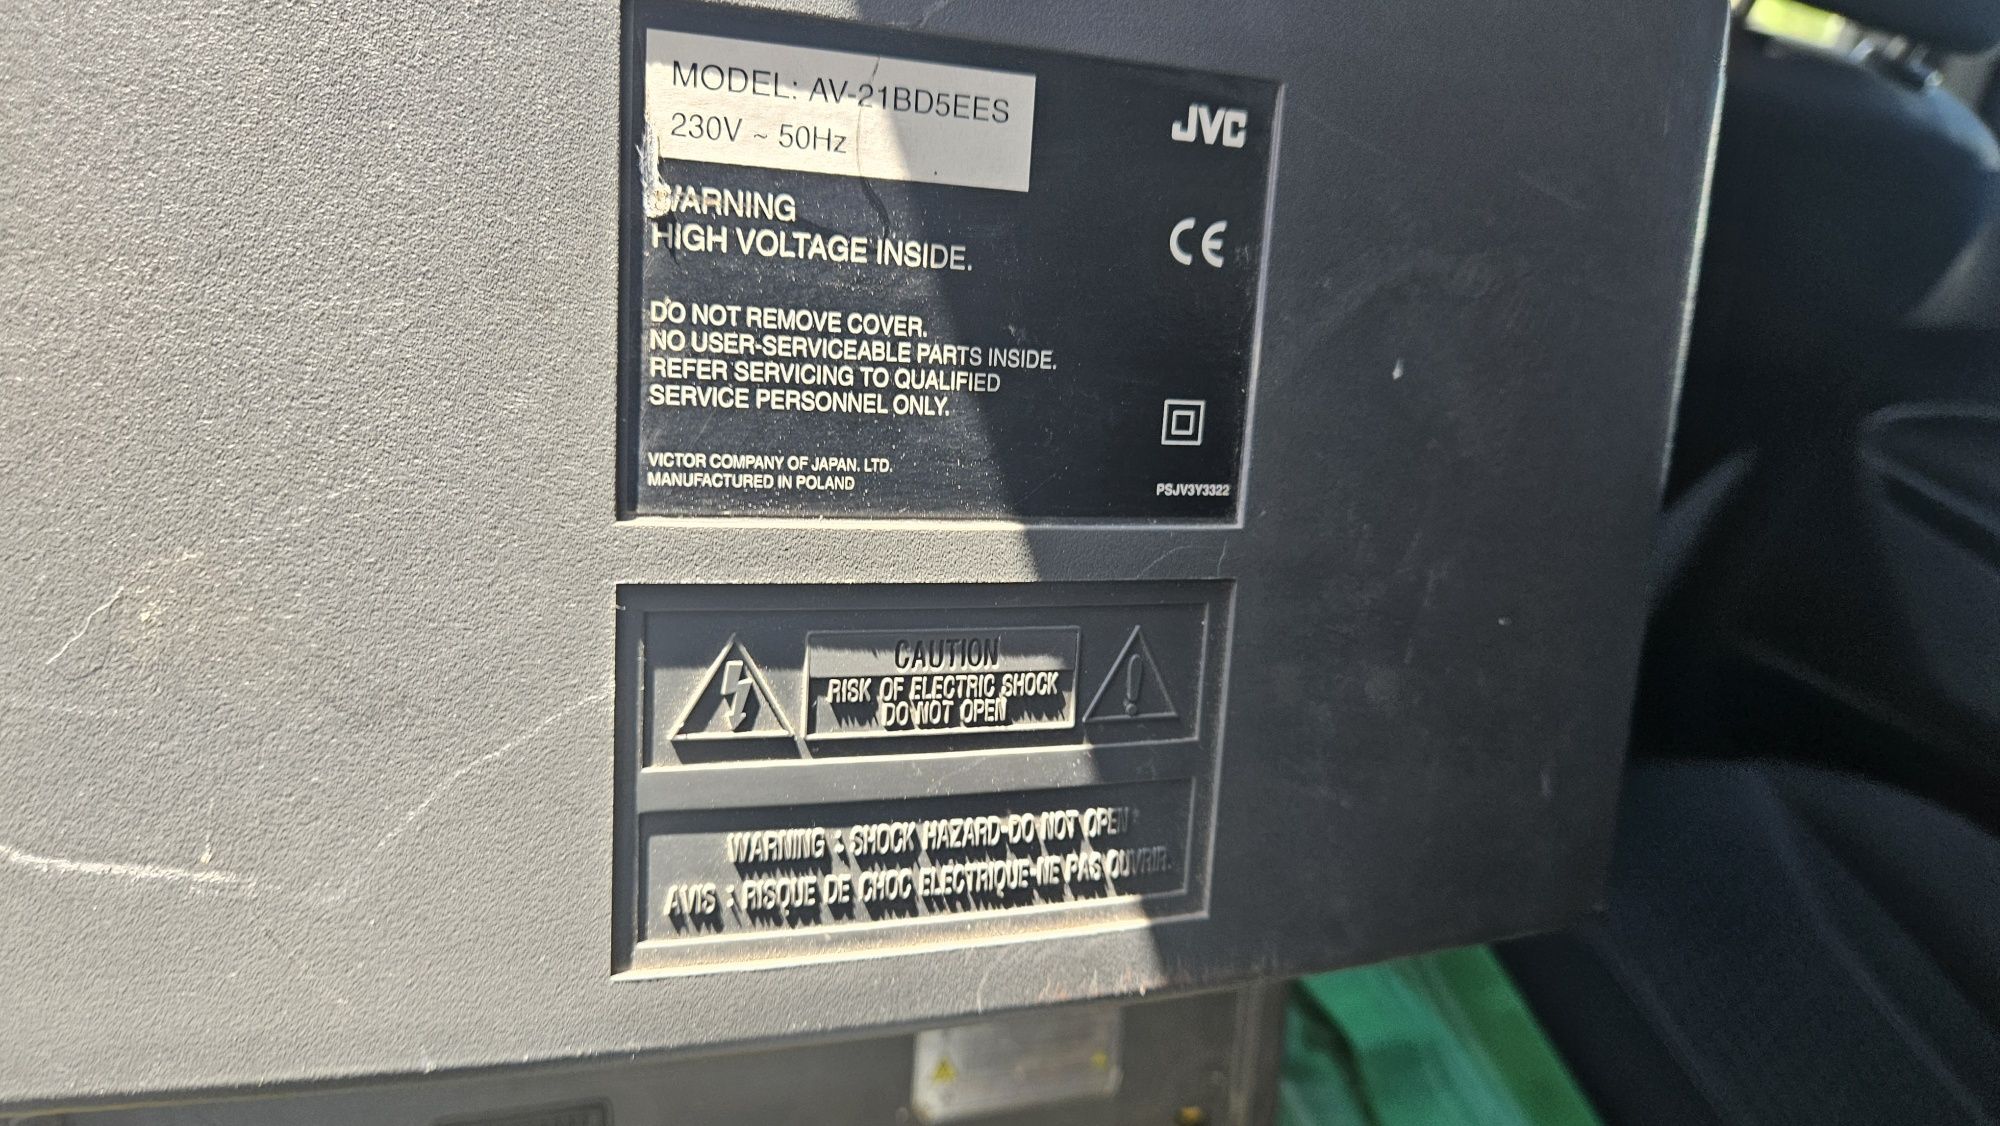 MODEL: AV-21BD5EES
230V ~ 50Hz
JVC
WARNING
HIGH VOLTAGE INSIDE.
CE
DO NOT REMOVE COVER.
NO USER-SERVICEABLE PARTS INSIDE.
REFER SERVICING TO QUALIFIED
SERVICE PERSONNEL ONLY.
VICTOR COMPANY OF JAPAN. LTD.
MANUFACTURED IN POLAND
PSJV3Y3322
CAUTION
RISK OF ELECTRIC SHOCK
DO NOT OPEN
WARNING : SHOCK HAZARD-DO NOT OPEN
AVIS : RISQUE DE CHOC ELECTRIQUE-NE PAS OUVRIR.